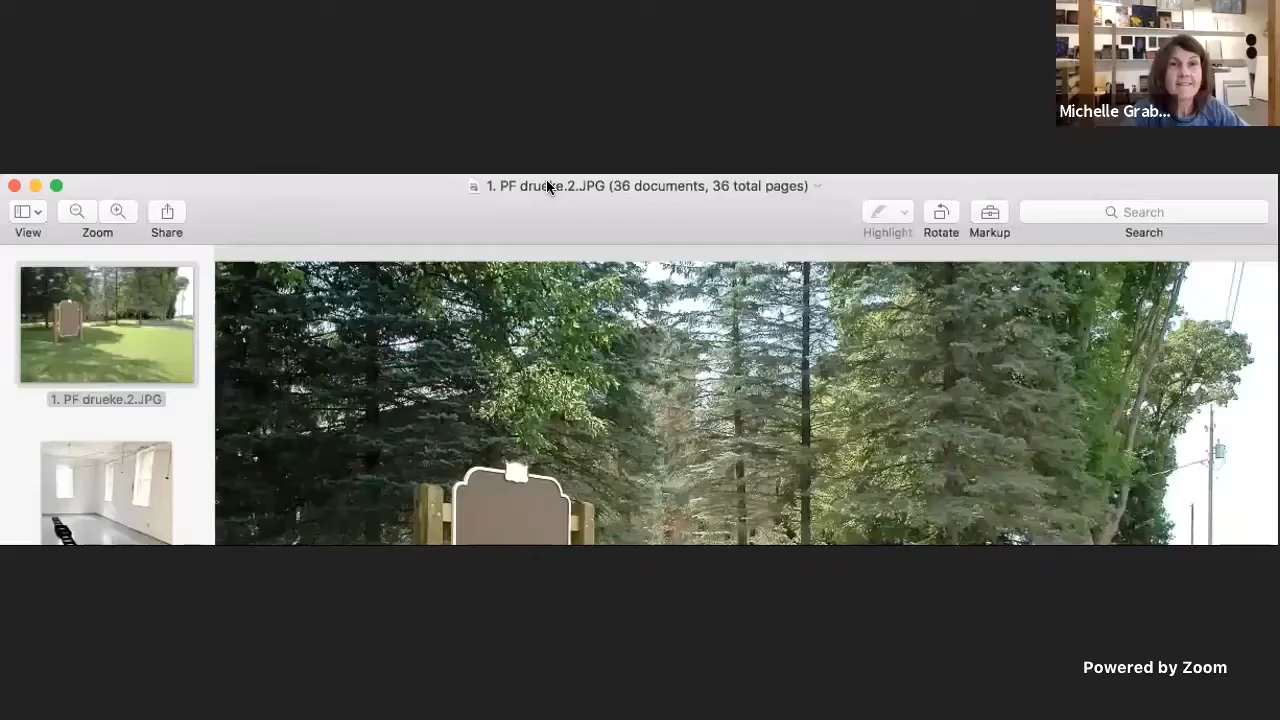 Michelle Grab...
1. PF drueke.2.JPG (36 documents, 36 total pages)
View
Zoom
Share
Highlight
Rotate
Markup
Search
Search
1. PF drueke.2.JPG
Powered by Zoom